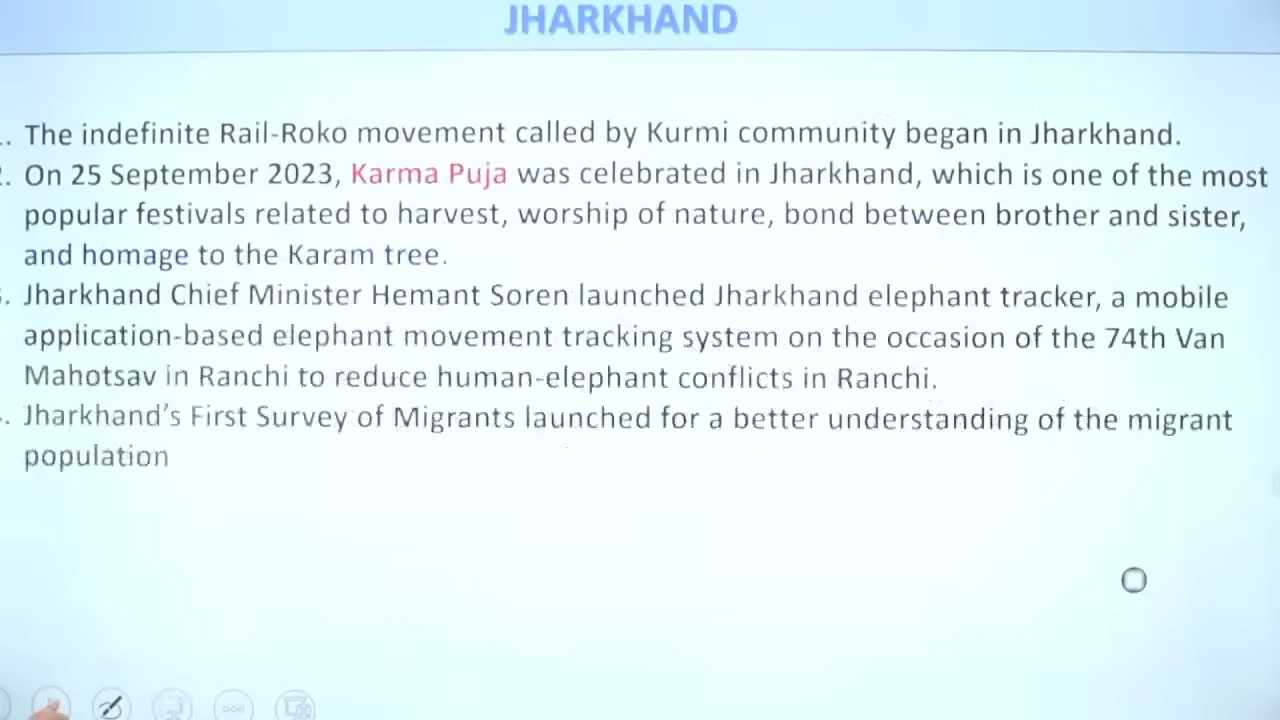 JHARKHAND
. The indefinite Rail-Roko movement called by Kurmi community began in Jharkhand.
. On 25 September 2023, Karma Puja was celebrated in Jharkhand, which is one of the most
popular festivals related to harvest, worship of nature, bond between brother and sister,
and homage to the Karam tree.
. Jharkhand Chief Minister Hemant Soren launched Jharkhand elephant tracker, a mobile
application-based elephant movement tracking system on the occasion of the 74th Van
Mahotsav in Ranchi to reduce human-elephant conflicts in Ranchi.
. Jharkhand’s First Survey of Migrants launched for a better understanding of the migrant
population